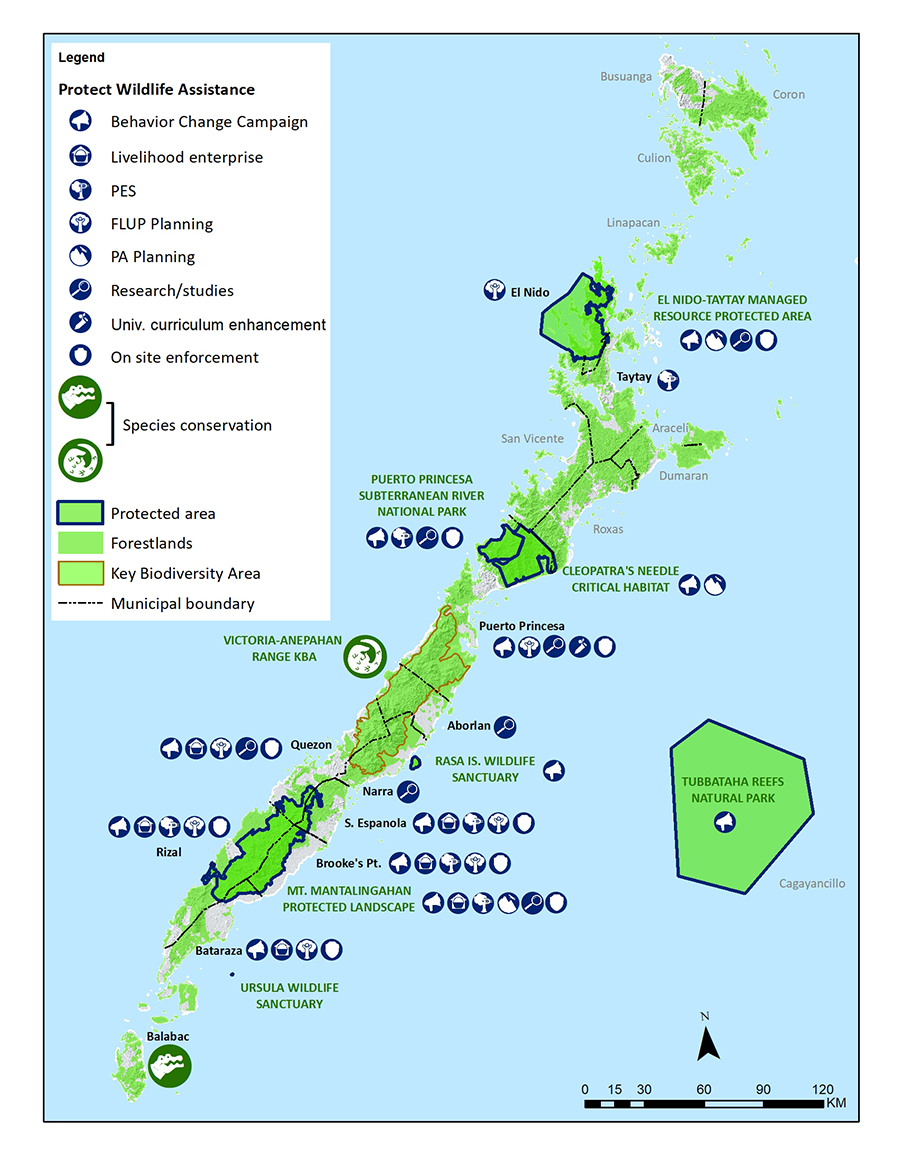 Legend
Protect Wildlife Assistance
Behavior Change Campaign
Livelihood enterprise
PES
FLUP Planning
PA Planning
Research/studies
Univ. curriculum enhancement
On site enforcement
Species conservation
Protected area
Forestlands
Key Biodiversity Area
Municipal boundary
Busuanga
Coron
Culion
Linapacan
El Nido
EL NIDO-TAYTAY MANAGED
RESOURCE PROTECTED AREA
Taytay
San Vicente
Araceli
Dumaran
PUERTO PRINCESA
SUBTERRANEAN RIVER
NATIONAL PARK
Roxas
CLEOPATRA'S NEEDLE
CRITICAL HABITAT
Puerto Princesa
VICTORIA-ANEPAHAN
RANGE KBA
Aborlan
Quezon
RASA IS. WILDLIFE
SANCTUARY
Narra
TUBBATAHA REEFS
NATURAL PARK
S. Espanola
Rizal
Brooke's Pt.
MT. MANTALINGAHAN
PROTECTED LANDSCAPE
Cagayancillo
Bataraza
URSULA WILDLIFE
SANCTUARY
Balabac
N
0 15 30 60 90 120
KM